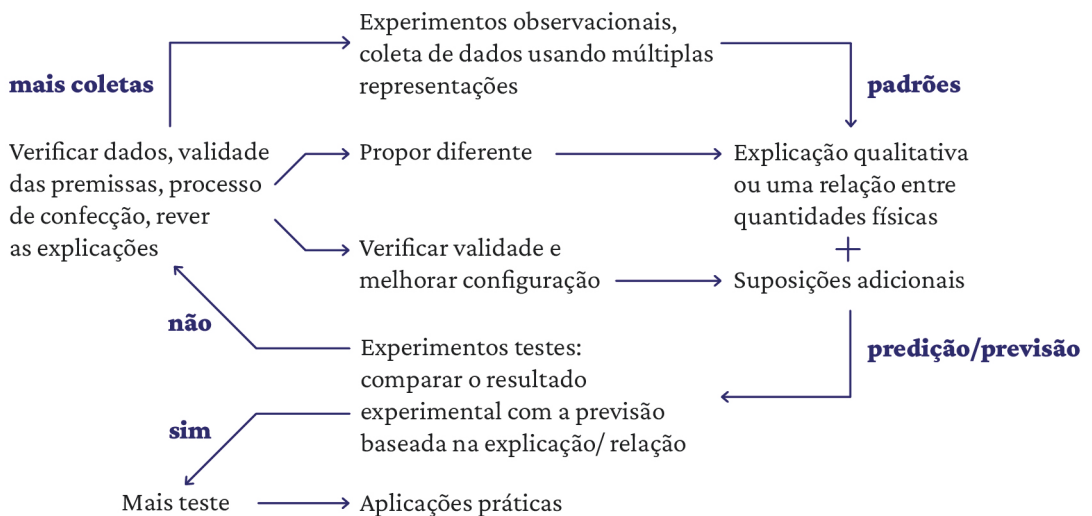 Experimentos observacionais,
coleta de dados usando múltiplas
representações
mais coletas
padrões
Verificar dados, validade
das premissas, processo
de confecção, rever
as explicações
Propor diferente
Explicação qualitativa
ou uma relação entre
quantidades físicas
+
Verificar validade e
melhorar configuração
Suposições adicionais
não
Experimentos testes:
comparar o resultado
experimental com a previsão
baseada na explicação/ relação
predição/previsão
sim
Mais teste
Aplicações práticas